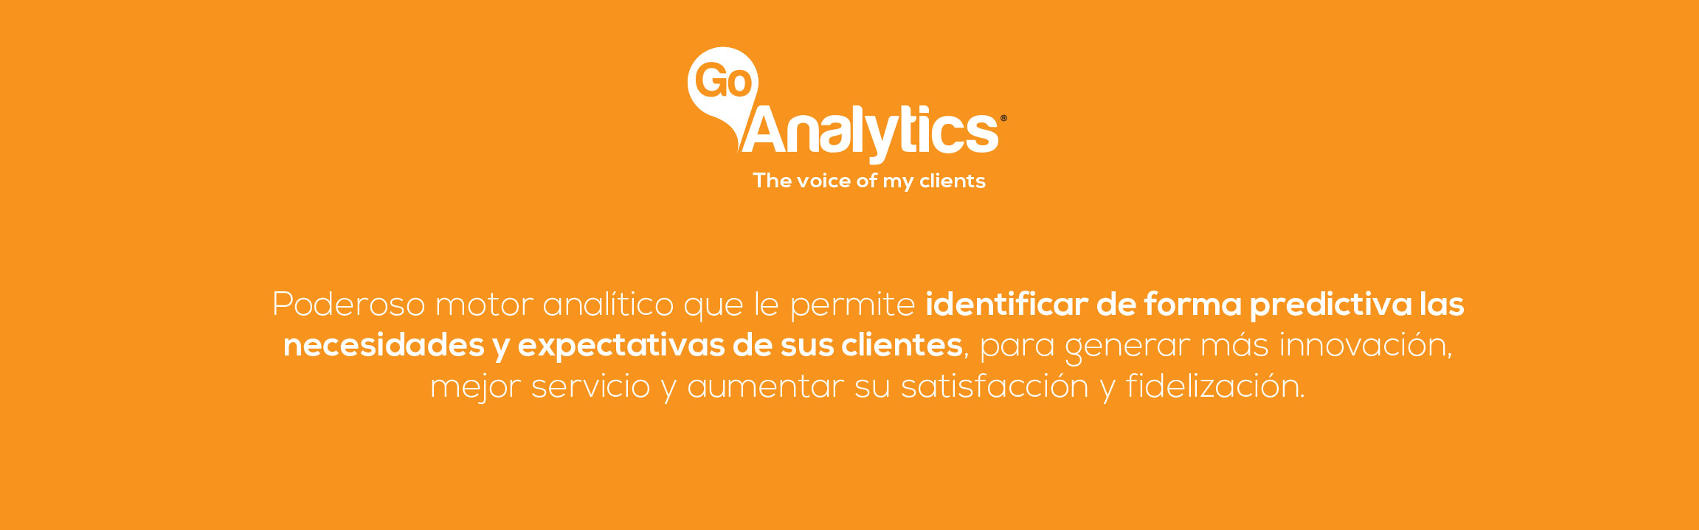 Go
Analytics®
The voice of my clients
Poderoso motor analítico que le permite identificar de forma predictiva las
necesidades y expectativas de sus clientes, para generar más innovación,
mejor servicio y aumentar su satisfacción y fidelización.